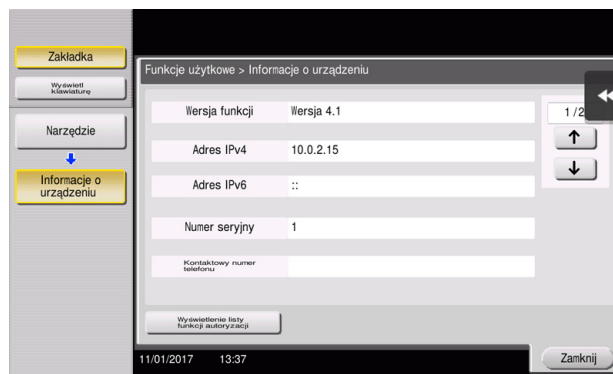 Zakładka
Wyświetl
klawiaturę
Narzędzie
Informacje o
urządzeniu
Funkcje użytkowe > Informacje o urządzeniu
Wersja funkcji Wersja 4.1
1/2
Adres IPv4 10.0.2.15
Adres IPv6 ::
Numer seryjny 1
Kontaktowy numer
telefonu
Wyświetlenie listy
funkcji autoryzacji
11/01/2017 13:37
Zamknij